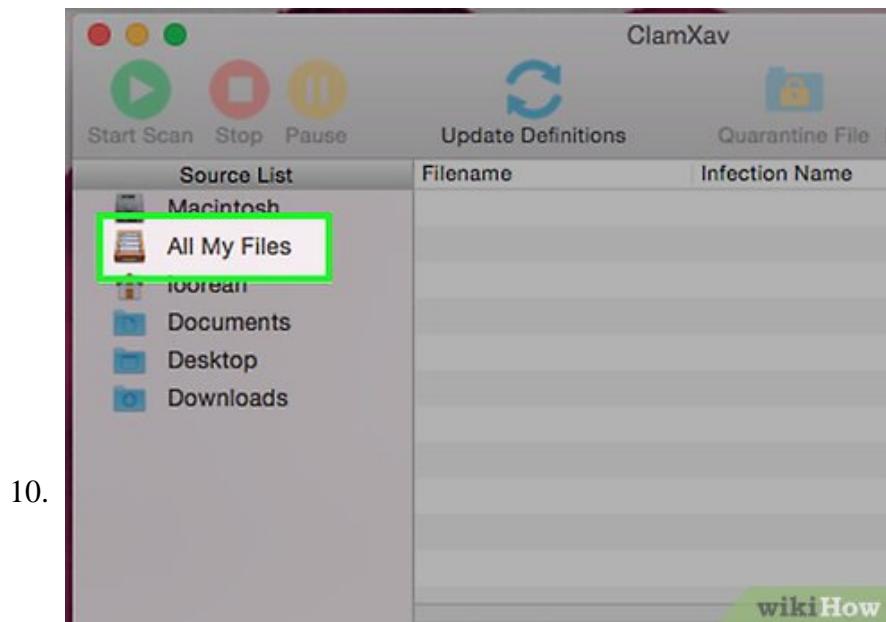 ClamXav
Start Scan Stop Pause Update Definitions Quarantine File
Source List Filename Infection Name
Macintosh
All My Files
loorean
Documents
Desktop
Downloads
10.
wikiHow